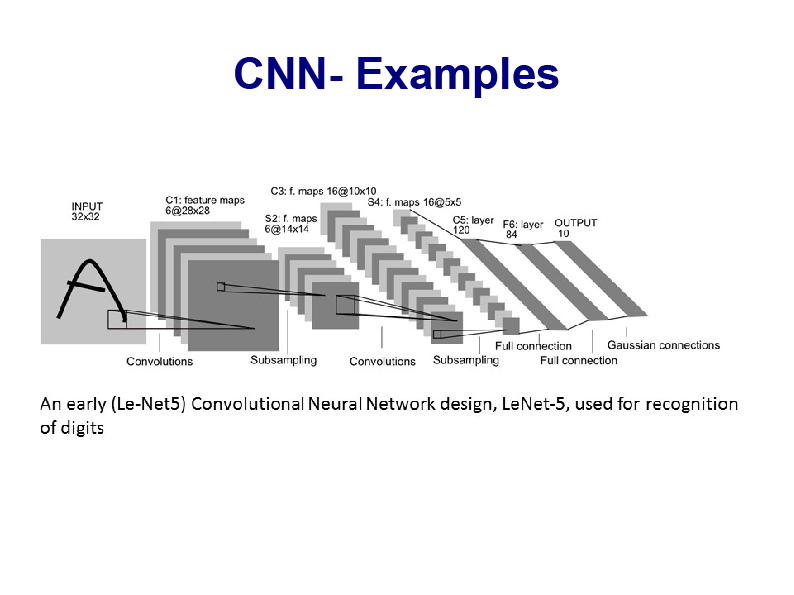 CNN- Examples
INPUT
32x32
C1: feature maps
6@28x28
S2: f. maps
6@14x14
C3: f. maps 16@10x10
S4: f. maps 16@5x5
C5: layer
120
F6: layer
84
OUTPUT
10
A
Convolutions
Subsampling
Convolutions
Subsampling
Full connection
Full connection
Gaussian connections
An early (Le-Net5) Convolutional Neural Network design, LeNet-5, used for recognition
of digits